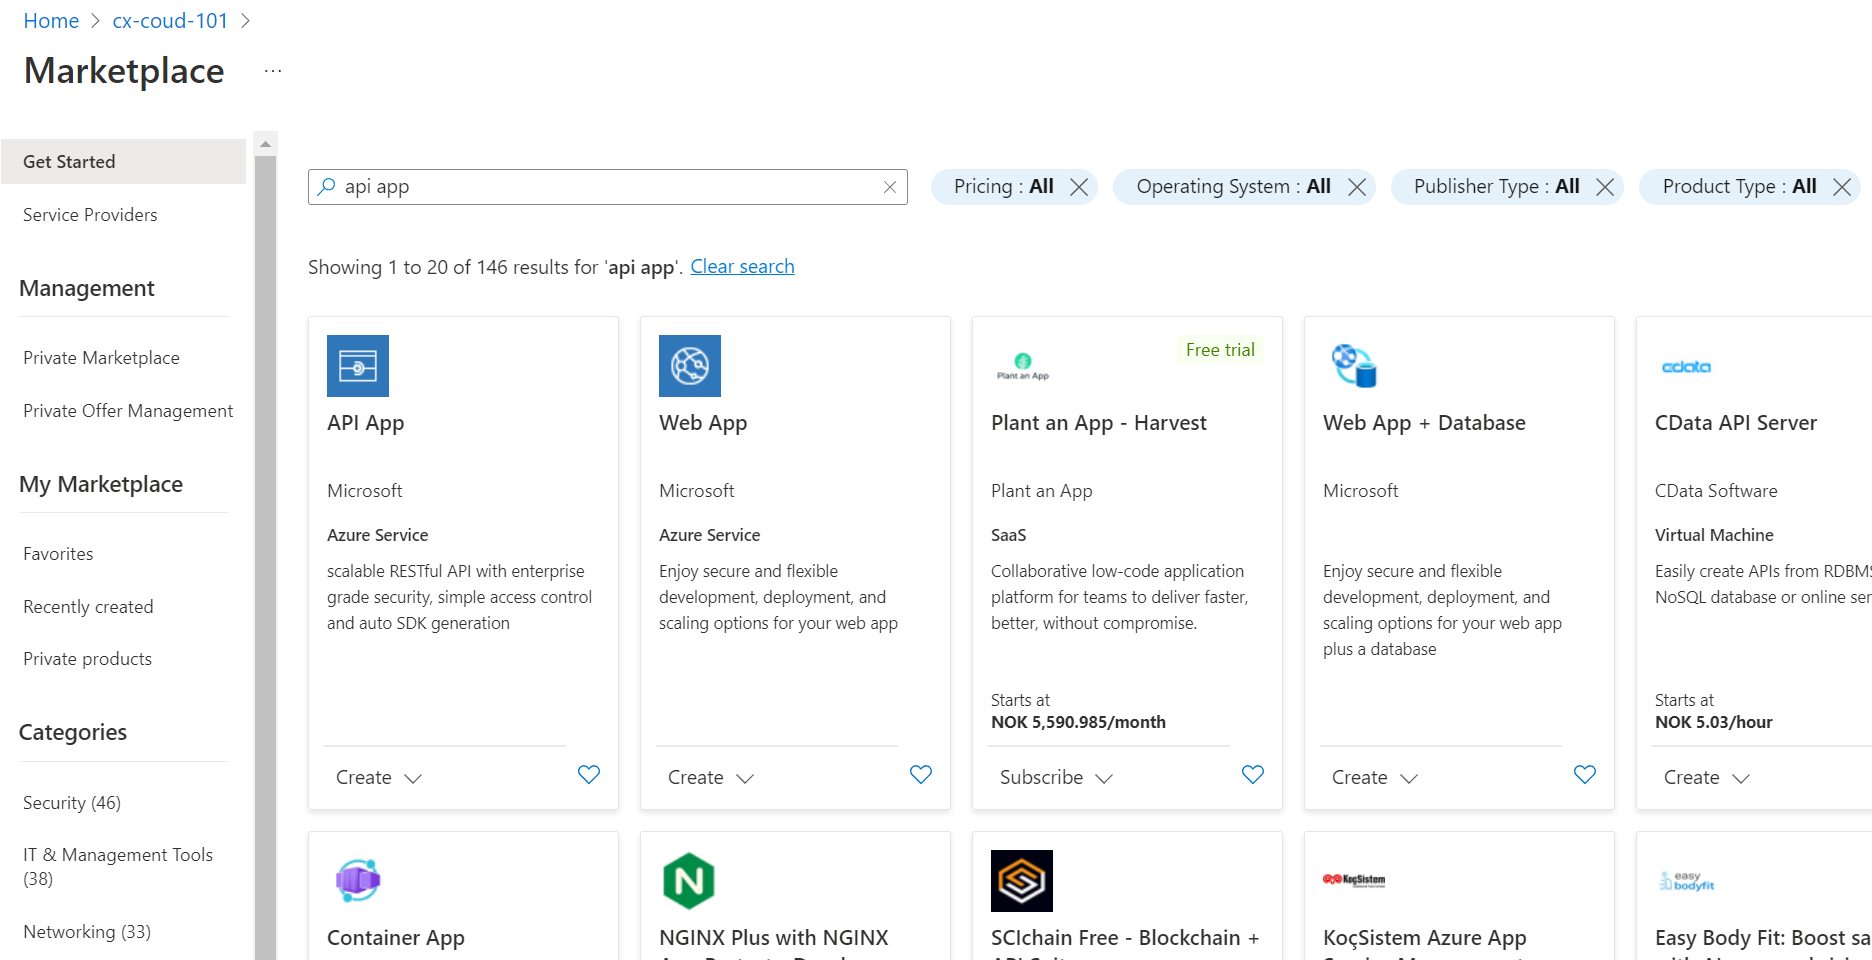 Home > cx-coud-101 >
Marketplace ...
Get Started
Service Providers
Management
Private Marketplace
Private Offer Management
My Marketplace
Favorites
Recently created
Private products
Categories
Security (46)
IT & Management Tools
(38)
Networking (33)
api app
Pricing : All
Operating System : All
Publisher Type : All
Product Type : All
Showing 1 to 20 of 146 results for 'api app'. Clear search
API App
Microsoft
Azure Service
scalable RESTful API with enterprise
grade security, simple access control
and auto SDK generation
Create
Web App
Microsoft
Azure Service
Enjoy secure and flexible
development, deployment, and
scaling options for your web app
Create
Plant an App
Free trial
Plant an App - Harvest
Plant an App
SaaS
Collaborative low-code application
platform for teams to deliver faster,
better, without compromise.
Starts at
NOK 5,590.985/month
Subscribe
Web App + Database
Microsoft
Enjoy secure and flexible
development, deployment, and
scaling options for your web app
plus a database
Create
cdata
CData API Server
CData Software
Virtual Machine
Easily create APIs from RDBMS
NoSQL database or online ser
Starts at
NOK 5.03/hour
Create
Container App
N
NGINX Plus with NGINX
SCIchain Free - Blockchain +
KoçSistem
KoçSistem Azure App
easy
bodyfit
Easy Body Fit: Boost sa